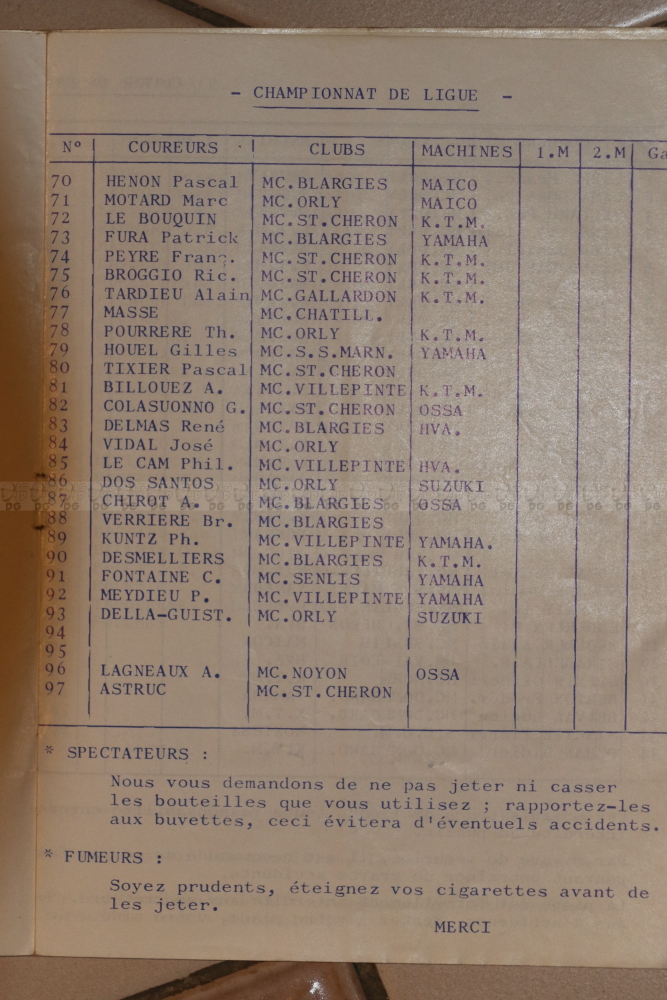 - CHAMPIONNAT DE LIGUE -
N° COUREURS CLUBS MACHINES 1.M 2.M Ga
70 HENON Pascal MC.BLARGIES MAICO
71 MOTARD Marc MC.ORLY MAICO
72 LE BOUQUIN MC.ST.CHERON K.T.M.
73 FURA Patrick MC.BLARGIES YAMAHA
74 PEYRE Franç. MC.ST.CHERON K.T.M.
75 BROGGIO Ric. MC.ST.CHERON K.T.M.
76 TARDIEU Alain MC.GALLARDON K.T.M.
77 MASSE MC.CHATILL.
78 POURRERE Th. MC.ORLY K.T.M.
79 HOUEL Gilles MC.S.S.MARN. YAMAHA
80 TIXIER Pascal MC.ST.CHERON
81 BILLOUEZ A. MC.VILLEPINTE K.T.M.
82 COLASUONNO G. MC.ST.CHERON OSSA
83 DELMAS René MC.BLARGIES HVA.
84 VIDAL José MC.ORLY
85 LE CAM Phil. MC.VILLEPINTE HVA.
86 DOS SANTOS MC.ORLY SUZUKI
87 CHIROT A. MC.BLARGIES OSSA
88 VERRIERE Br. MC.BLARGIES
89 KUNTZ Ph. MC.VILLEPINTE YAMAHA.
90 DESMELLIERS MC.BLARGIES K.T.M.
91 FONTAINE C. MC.SENLIS YAMAHA
92 MEYDIEU P. MC.VILLEPINTE YAMAHA
93 DELLA-GUIST. MC.ORLY SUZUKI
94
95
96 LAGNEAUX A. MC.NOYON OSSA
97 ASTRUC MC.ST.CHERON
* SPECTATEURS :
Nous vous demandons de ne pas jeter ni casser
les bouteilles que vous utilisez ; rapportez-les
aux buvettes, ceci évitera d'éventuels accidents.
* FUMEURS :
Soyez prudents, éteignez vos cigarettes avant de
les jeter.
MERCI